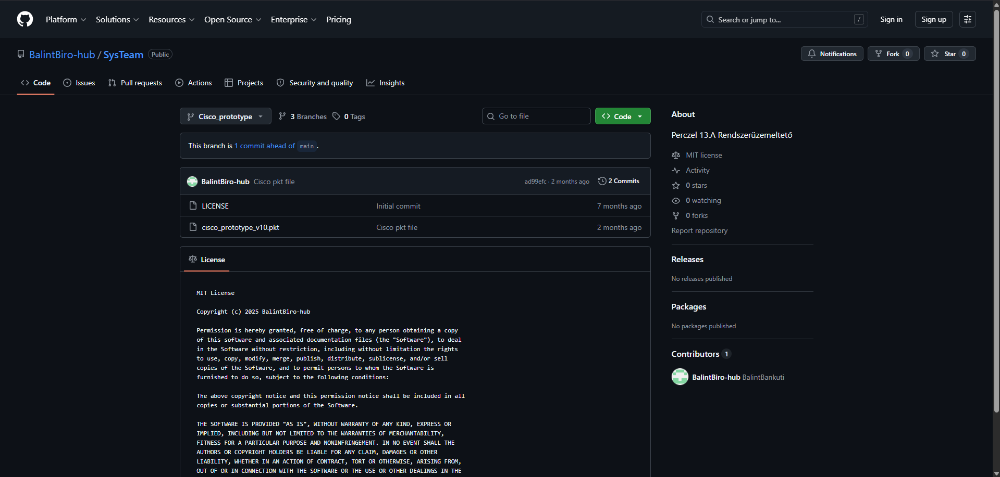 Platform Solutions Resources Open Source Enterprise Pricing Search or jump to... / Sign in Sign up
BalintBiro-hub / SysTeam Public Notifications Fork 0 Star 0
Code Issues Pull requests Actions Projects Security and quality Insights
Cisco_prototype 3 Branches 0 Tags Go to file Code
This branch is 1 commit ahead of main.
BalintBiro-hub Cisco pkt file ad99efc · 2 months ago 2 Commits
LICENSE Initial commit 7 months ago
cisco_prototype_v10.pkt Cisco pkt file 2 months ago
License
MIT License
Copyright (c) 2025 BalintBiro-hub
Permission is hereby granted, free of charge, to any person obtaining a copy
of this software and associated documentation files (the "Software"), to deal
in the Software without restriction, including without limitation the rights
to use, copy, modify, merge, publish, distribute, sublicense, and/or sell
copies of the Software, and to permit persons to whom the Software is
furnished to do so, subject to the following conditions:
The above copyright notice and this permission notice shall be included in all
copies or substantial portions of the Software.
THE SOFTWARE IS PROVIDED "AS IS", WITHOUT WARRANTY OF ANY KIND, EXPRESS OR
IMPLIED, INCLUDING BUT NOT LIMITED TO THE WARRANTIES OF MERCHANTABILITY,
FITNESS FOR A PARTICULAR PURPOSE AND NONINFRINGEMENT. IN NO EVENT SHALL THE
AUTHORS OR COPYRIGHT HOLDERS BE LIABLE FOR ANY CLAIM, DAMAGES OR OTHER
LIABILITY, WHETHER IN AN ACTION OF CONTRACT, TORT OR OTHERWISE, ARISING FROM,
OUT OF OR IN CONNECTION WITH THE SOFTWARE OR THE USE OR OTHER DEALINGS IN THE
About
Perczel 13.A Rendszerüzemeltető
MIT license
Activity
0 stars
0 watching
0 forks
Report repository
Releases
No releases published
Packages
No packages published
Contributors 1
BalintBiro-hub BalintBankuti